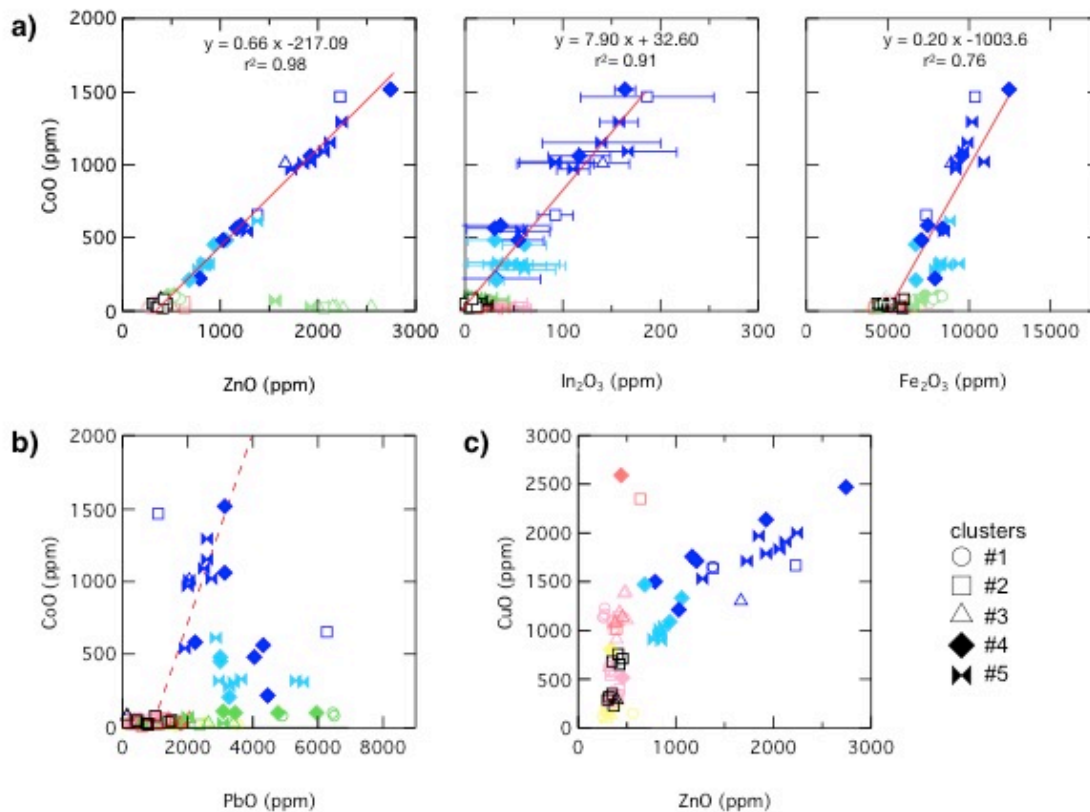 a)
2000
1500
1000
500
0
CoO (ppm)
y = 0.66 x -217.09
r²= 0.98
0 1000 2000 3000
ZnO (ppm)
y = 7.90 x + 32.60
r²= 0.91
0 100 200 300
In₂O₃ (ppm)
y = 0.20 x -1003.6
r²= 0.76
0 5000 10000 15000
Fe₂O₃ (ppm)
b)
2000
1500
1000
500
0
CoO (ppm)
0 2000 4000 6000 8000
PbO (ppm)
c)
3000
2500
2000
1500
1000
500
0
CuO (ppm)
0 1000 2000 3000
ZnO (ppm)
clusters
#1
#2
#3
#4
#5